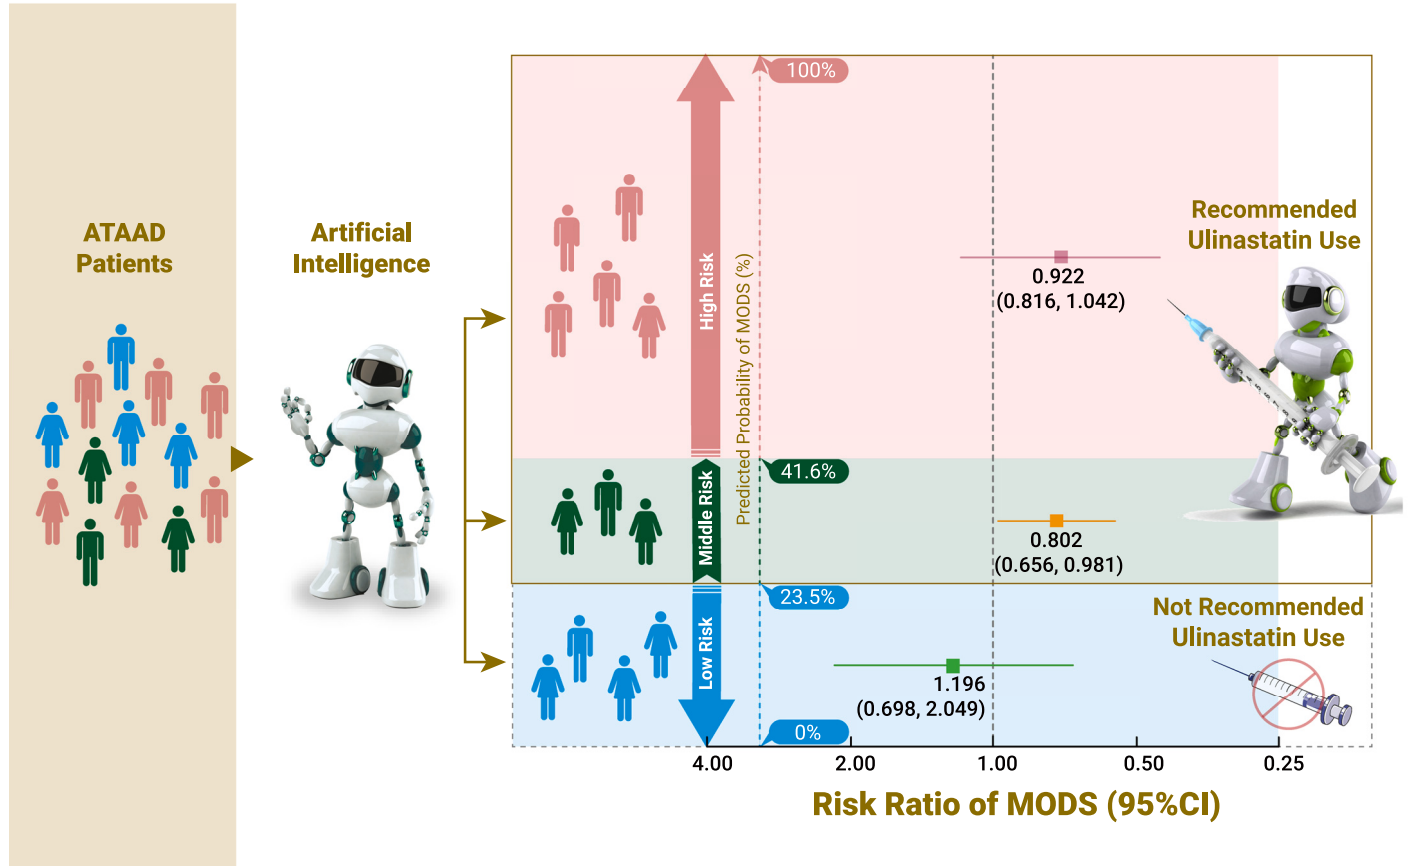 ATAAD
Patients
Artificial
Intelligence
High Risk
Middle Risk
Low Risk
Predicted Probability of MODS (%)
100%
41.6%
23.5%
0%
0.922
(0.816, 1.042)
0.802
(0.656, 0.981)
1.196
(0.698, 2.049)
Recommended
Ulinastatin Use
Not Recommended
Ulinastatin Use
4.00
2.00
1.00
0.50
0.25
Risk Ratio of MODS (95%CI)